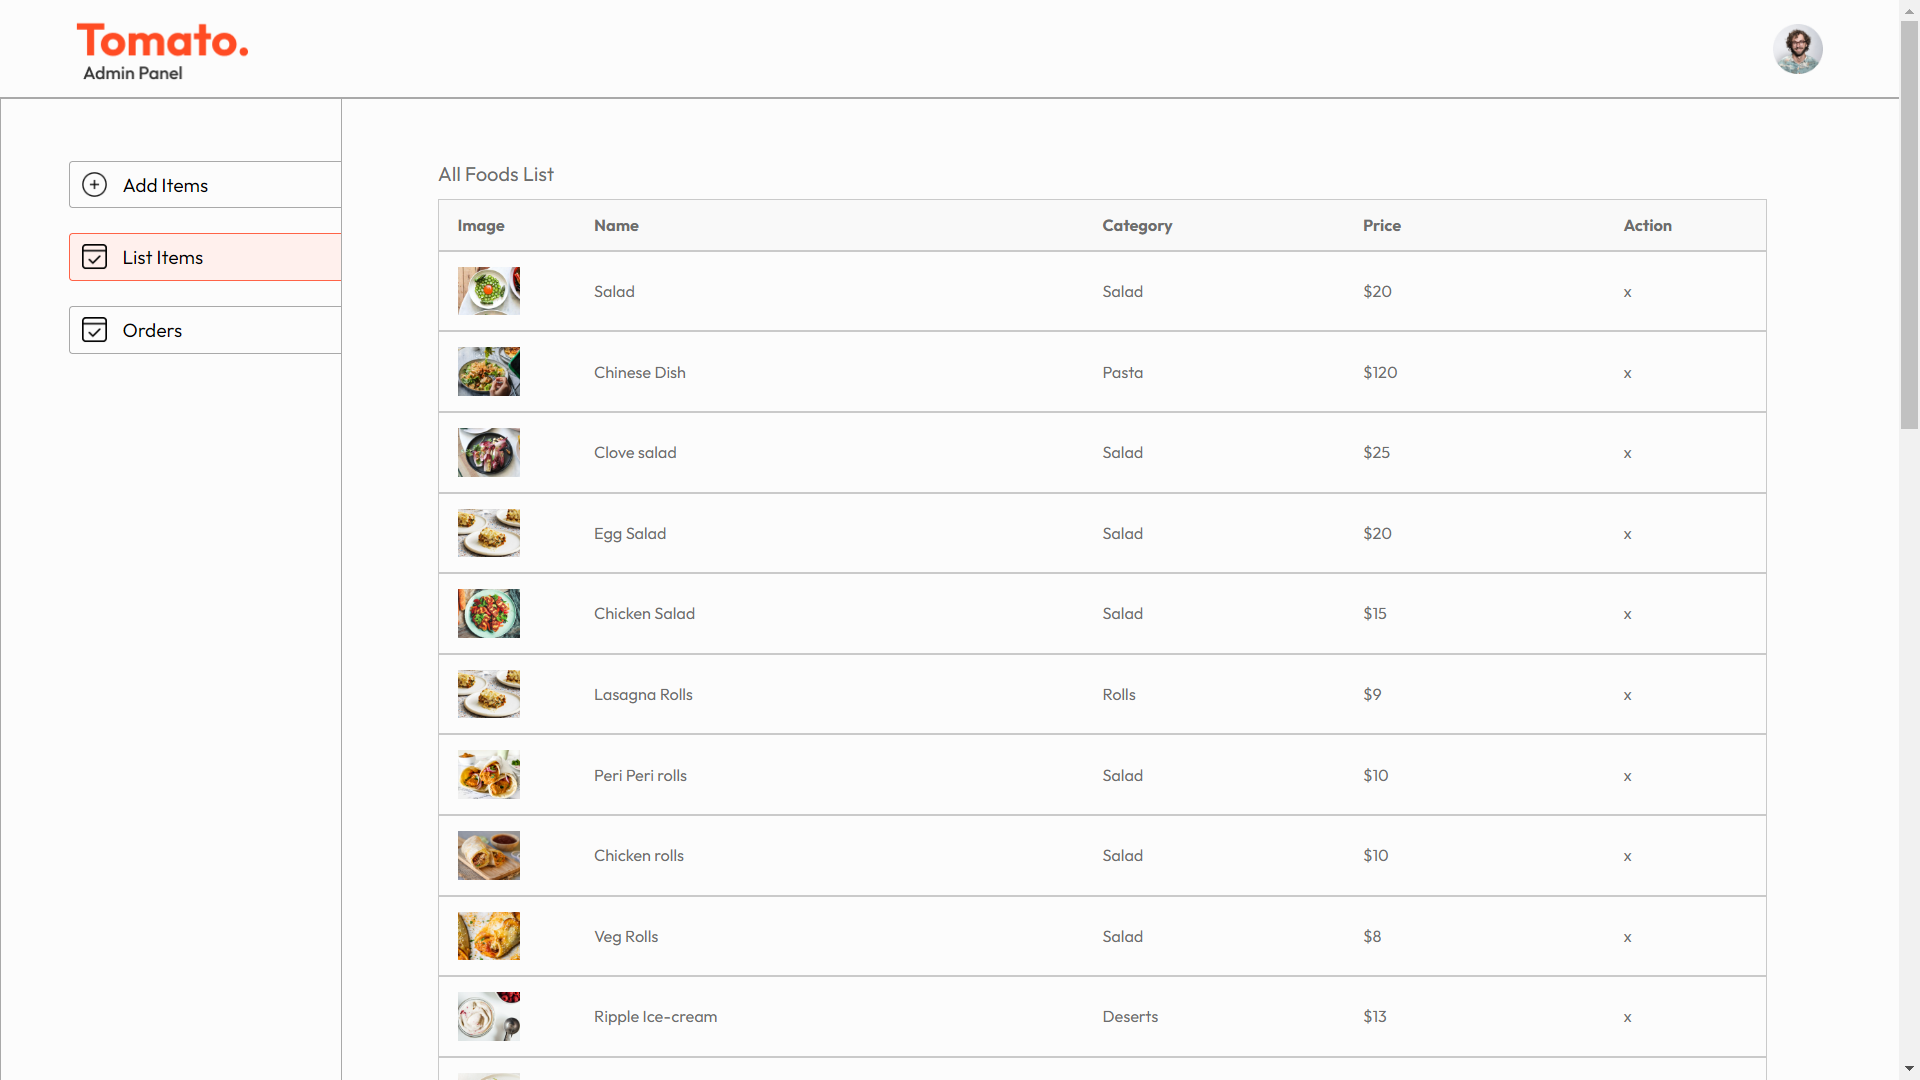 Tomato.
Admin Panel
Add Items
List Items
Orders
All Foods List
Image Name Category Price Action
Salad Salad $20 x
Chinese Dish Pasta $120 x
Clove salad Salad $25 x
Egg Salad Salad $20 x
Chicken Salad Salad $15 x
Lasagna Rolls Rolls $9 x
Peri Peri rolls Salad $10 x
Chicken rolls Salad $10 x
Veg Rolls Salad $8 x
Ripple Ice-cream Deserts $13 x